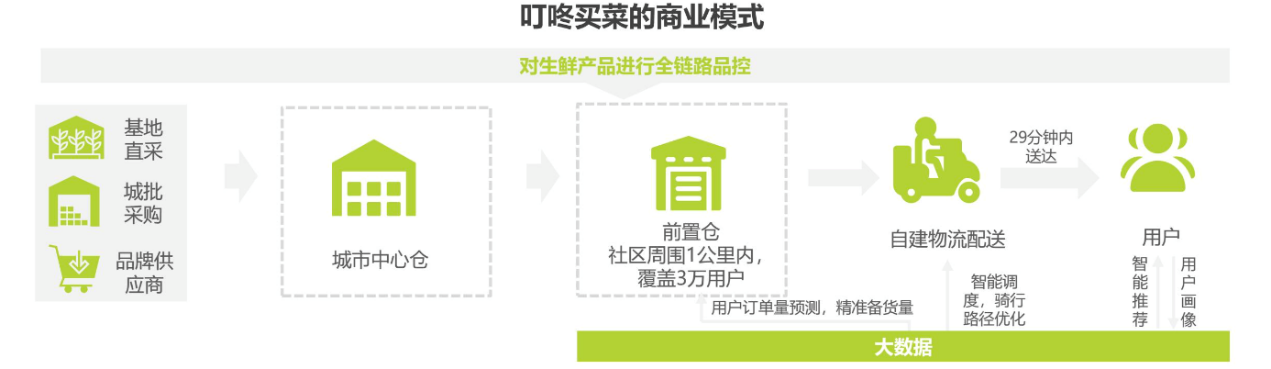 叮咚买菜的商业模式
对生鲜产品进行全链路品控
基地
直采
城批
采购
品牌供
应商
城市中心仓
前置仓
社区周围1公里内，
覆盖3万用户
自建物流配送
29分钟内
送达
用户
用户订单量预测，精准备货量
智能调
度，骑行
路径优化
智能推荐
用户画像
大数据